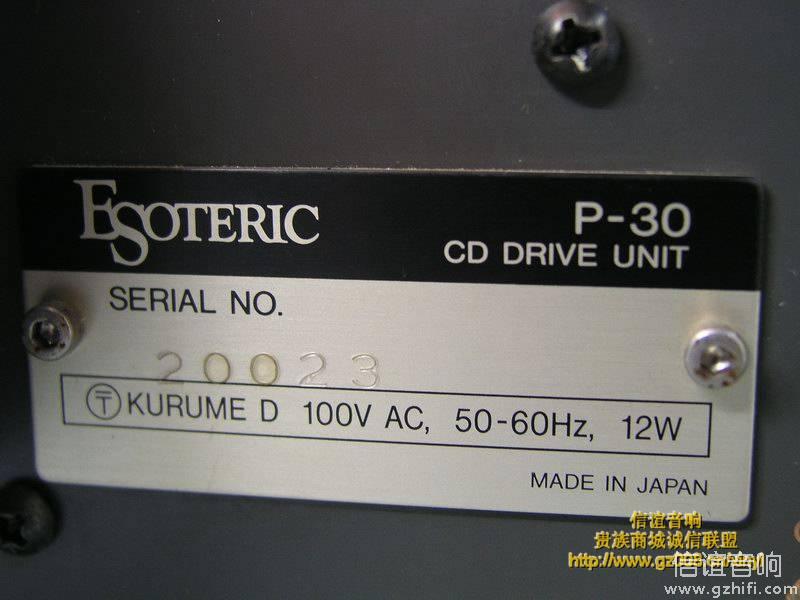 ESOTERIC
P-30
CD DRIVE UNIT
SERIAL NO.
20023
〒 KURUME D 100V AC, 50-60Hz, 12W
MADE IN JAPAN
信谊音响
贵族商城诚信联盟
信谊音响
www.gzhifi.com